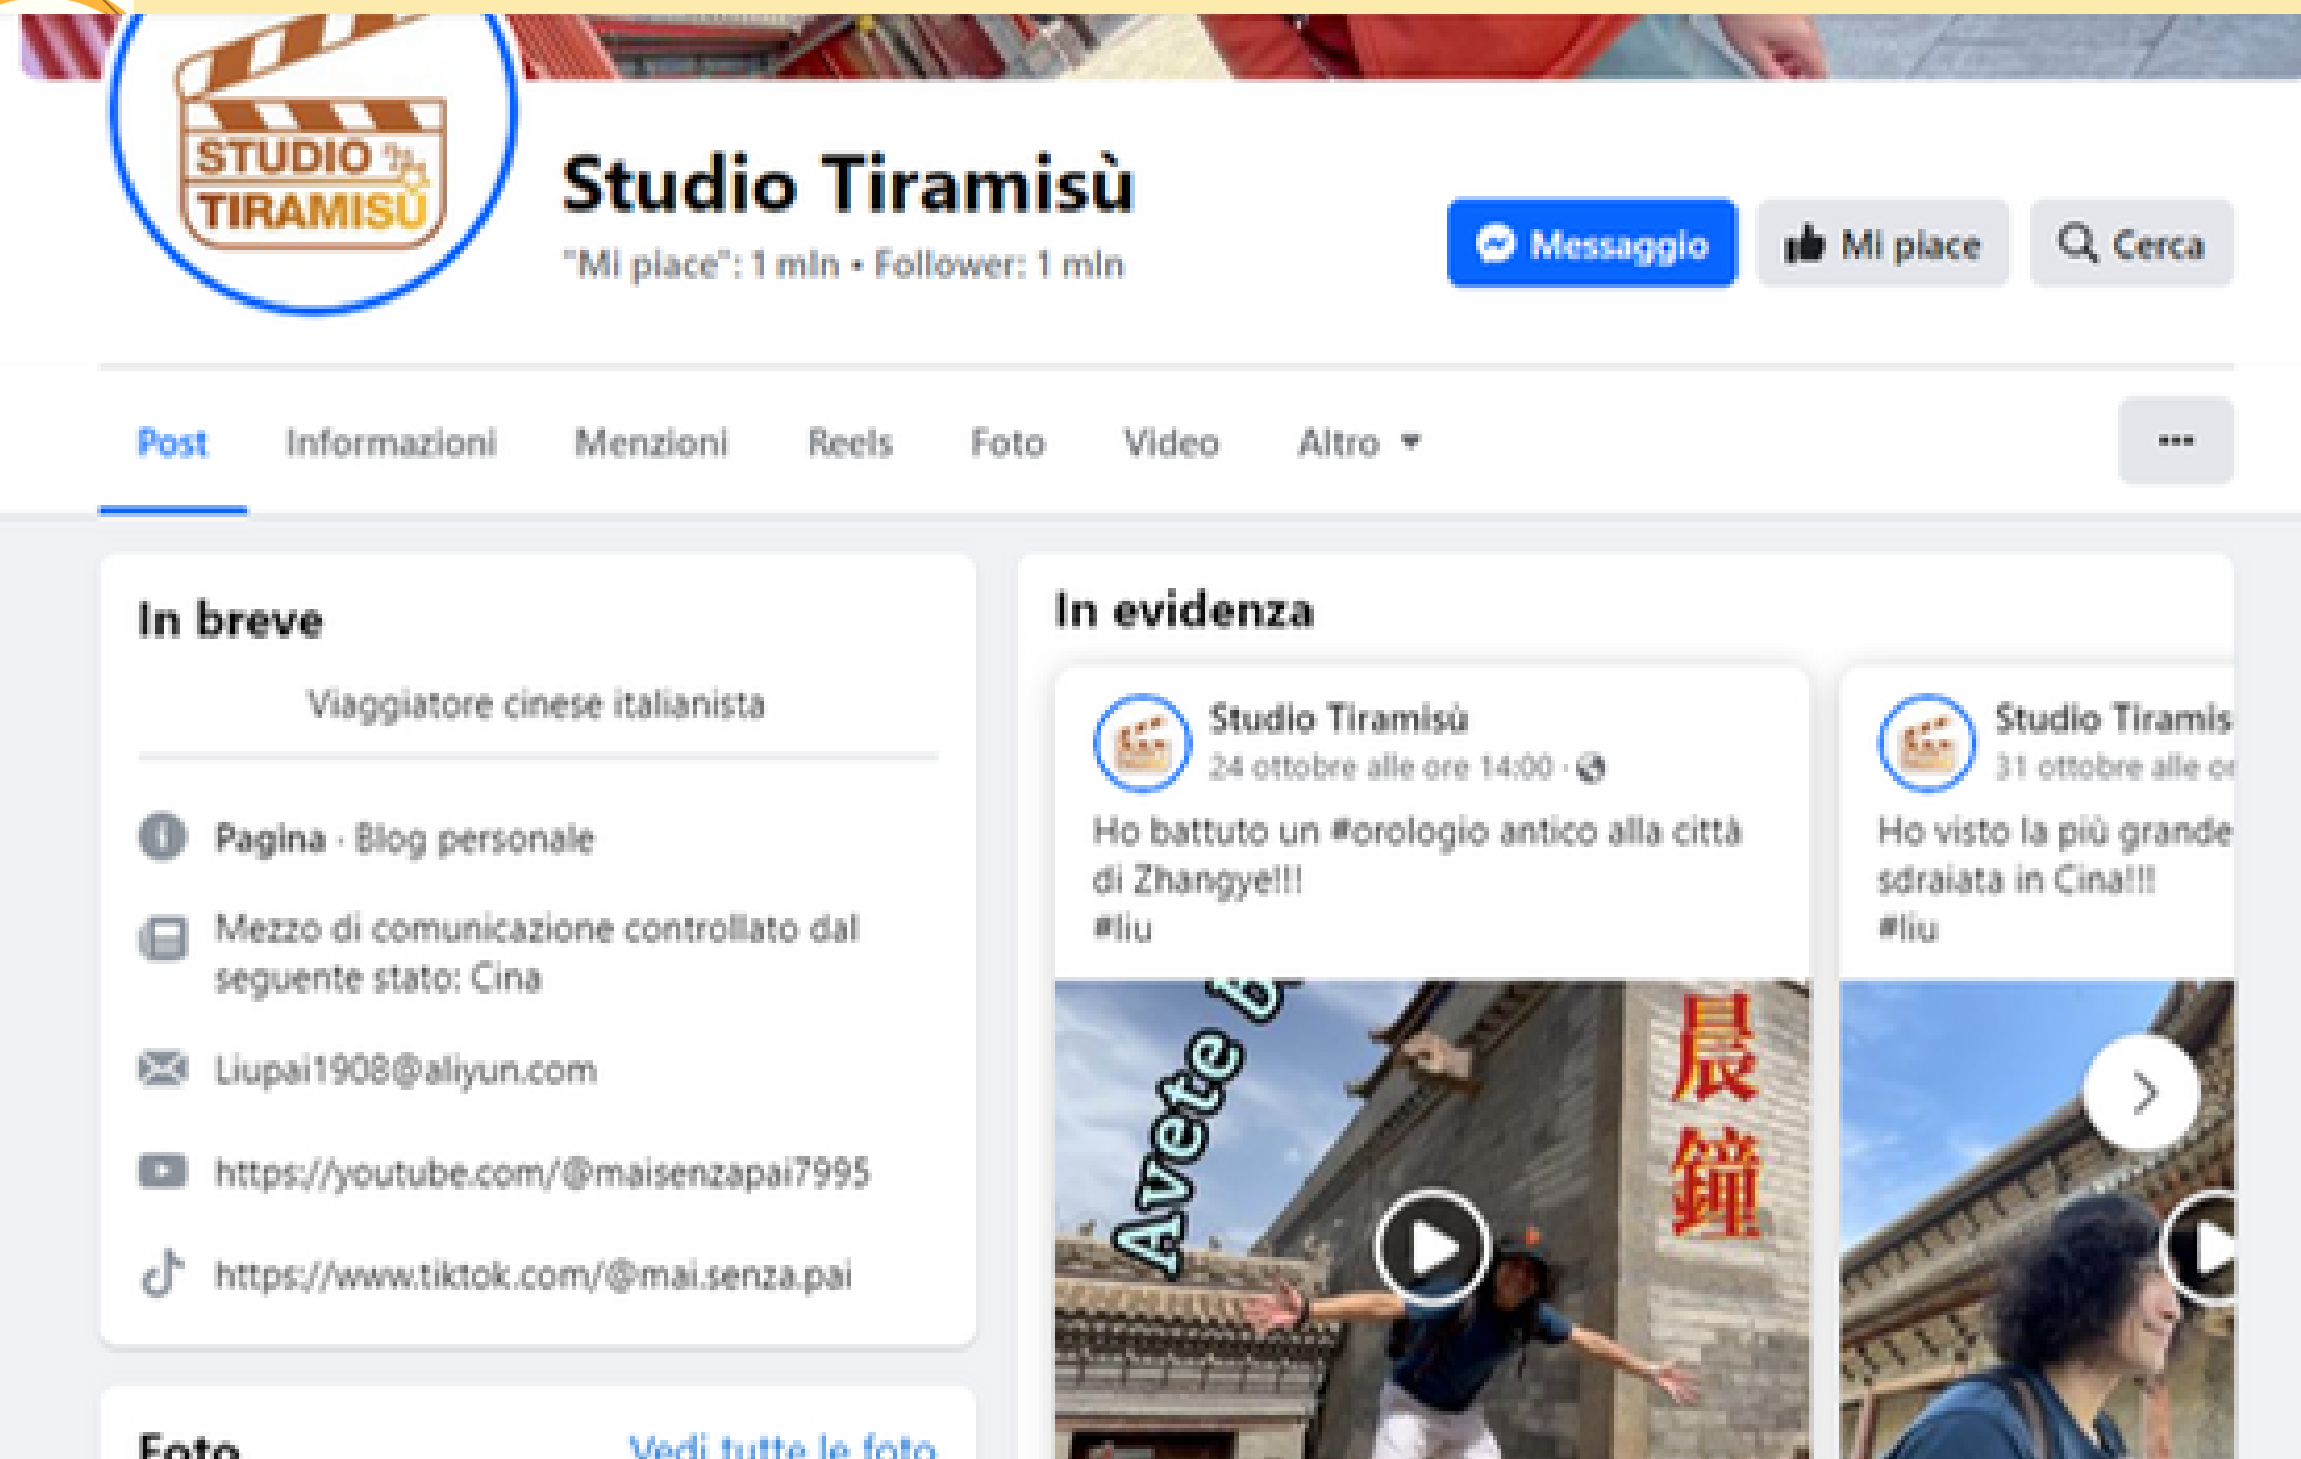 STUDIO
TIRAMISÙ
Studio Tiramisù
"Mi piace": 1 mln • Follower: 1 mln
Messaggio
Mi piace
Cerca
Post
Informazioni
Menzioni
Reels
Foto
Video
Altro
In breve
Viaggiatore cinese italianista
Pagina · Blog personale
Mezzo di comunicazione controllato dal
seguente stato: Cina
Liupai1908@aliyun.com
https://youtube.com/@maisenzapai7995
https://www.tiktok.com/@mai.senza.pai
Foto
Vedi tutte le foto
In evidenza
Studio Tiramisù
24 ottobre alle ore 14:00 ·
Ho battuto un #orologio antico alla città
di Zhangye!!!
#liu
Avete
晨
鐘
Studio Tiramis
31 ottobre alle or
Ho visto la più grande
sdraiata in Cina!!!
#liu